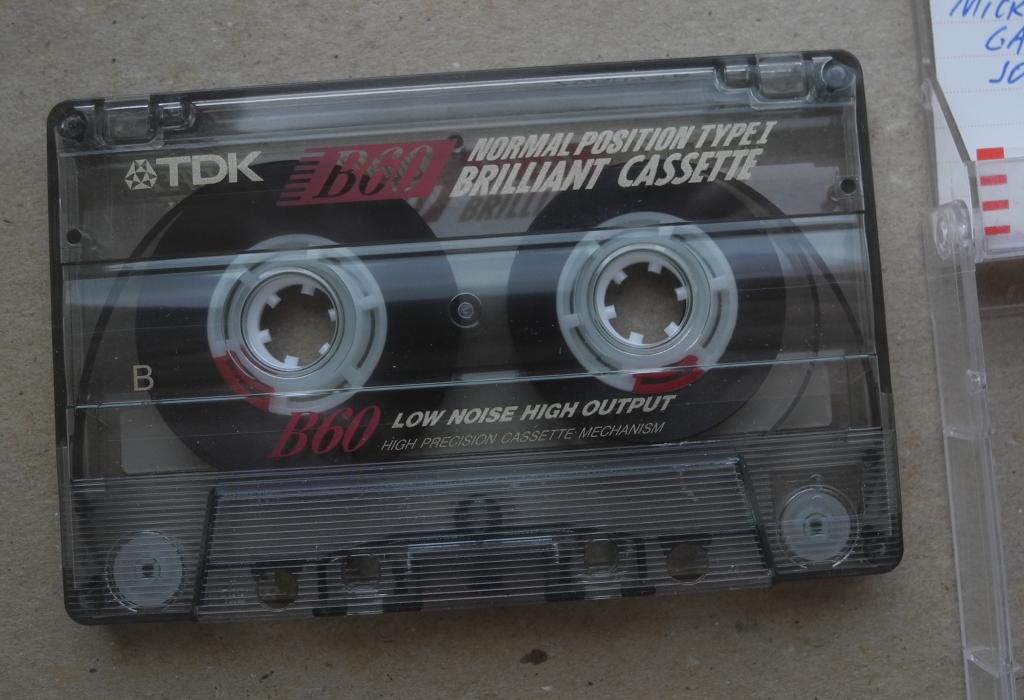 TDK
B60
NORMAL POSITION TYPE I
BRILLIANT CASSETTE
B
B60
LOW NOISE HIGH OUTPUT
HIGH PRECISION CASSETTE MECHANISM